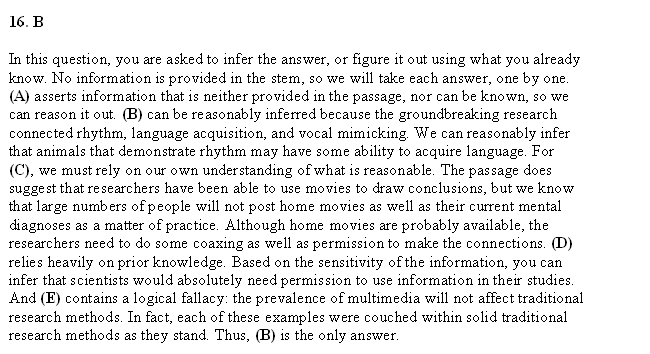 16. B
In this question, you are asked to infer the answer, or figure it out using what you already
know. No information is provided in the stem, so we will take each answer, one by one.
(A) asserts information that is neither provided in the passage, nor can be known, so we
can reason it out. (B) can be reasonably inferred because the groundbreaking research
connected rhythm, language acquisition, and vocal mimicking. We can reasonably infer
that animals that demonstrate rhythm may have some ability to acquire language. For
(C), we must rely on our own understanding of what is reasonable. The passage does
suggest that researchers have been able to use movies to draw conclusions, but we know
that large numbers of people will not post home movies as well as their current mental
diagnoses as a matter of practice. Although home movies are probably available, the
researchers need to do some coaxing as well as permission to make the connections. (D)
relies heavily on prior knowledge. Based on the sensitivity of the information, you can
infer that scientists would absolutely need permission to use information in their studies.
And (E) contains a logical fallacy: the prevalence of multimedia will not affect traditional
research methods. In fact, each of these examples were couched within solid traditional
research methods as they stand. Thus, (B) is the only answer.